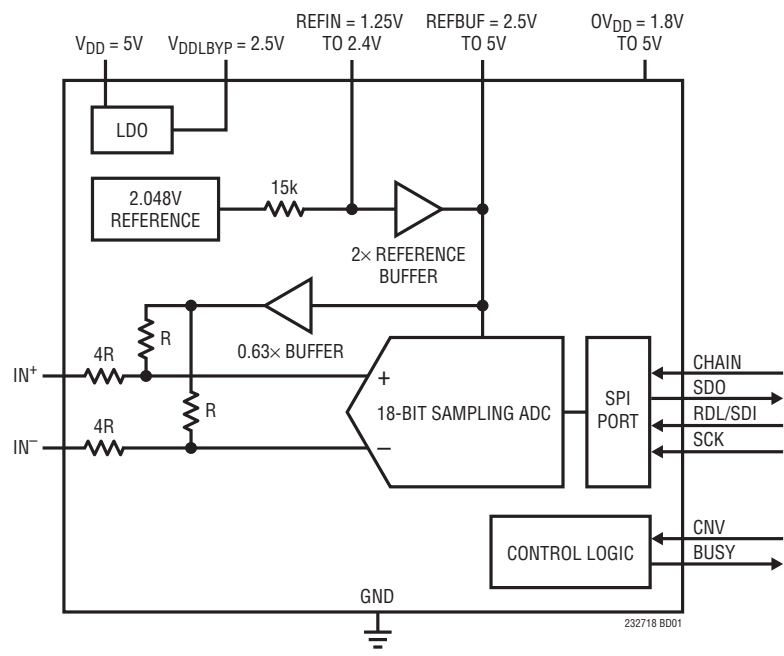 REFIN = 1.25V
TO 2.4V
REFBUF = 2.5V
TO 5V
OVDD = 1.8V
TO 5V
VDD = 5V
VDDLBYP = 2.5V
LDO
2.048V
REFERENCE
15k
2× REFERENCE
BUFFER
R
0.63× BUFFER
4R
IN+
R
+
18-BIT SAMPLING ADC
4R
IN–
–
SPI
PORT
CHAIN
SDO
RDL/SDI
SCK
CONTROL LOGIC
CNV
BUSY
GND
232718 BD01